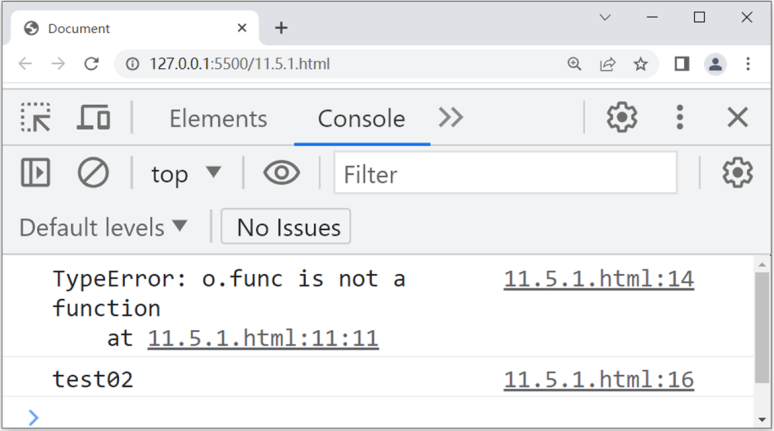 Document
127.0.0.1:5500/11.5.1.html
Elements Console
top Filter
Default levels No Issues
TypeError: o.func is not a 11.5.1.html:14
function
at 11.5.1.html:11:11
test02 11.5.1.html:16